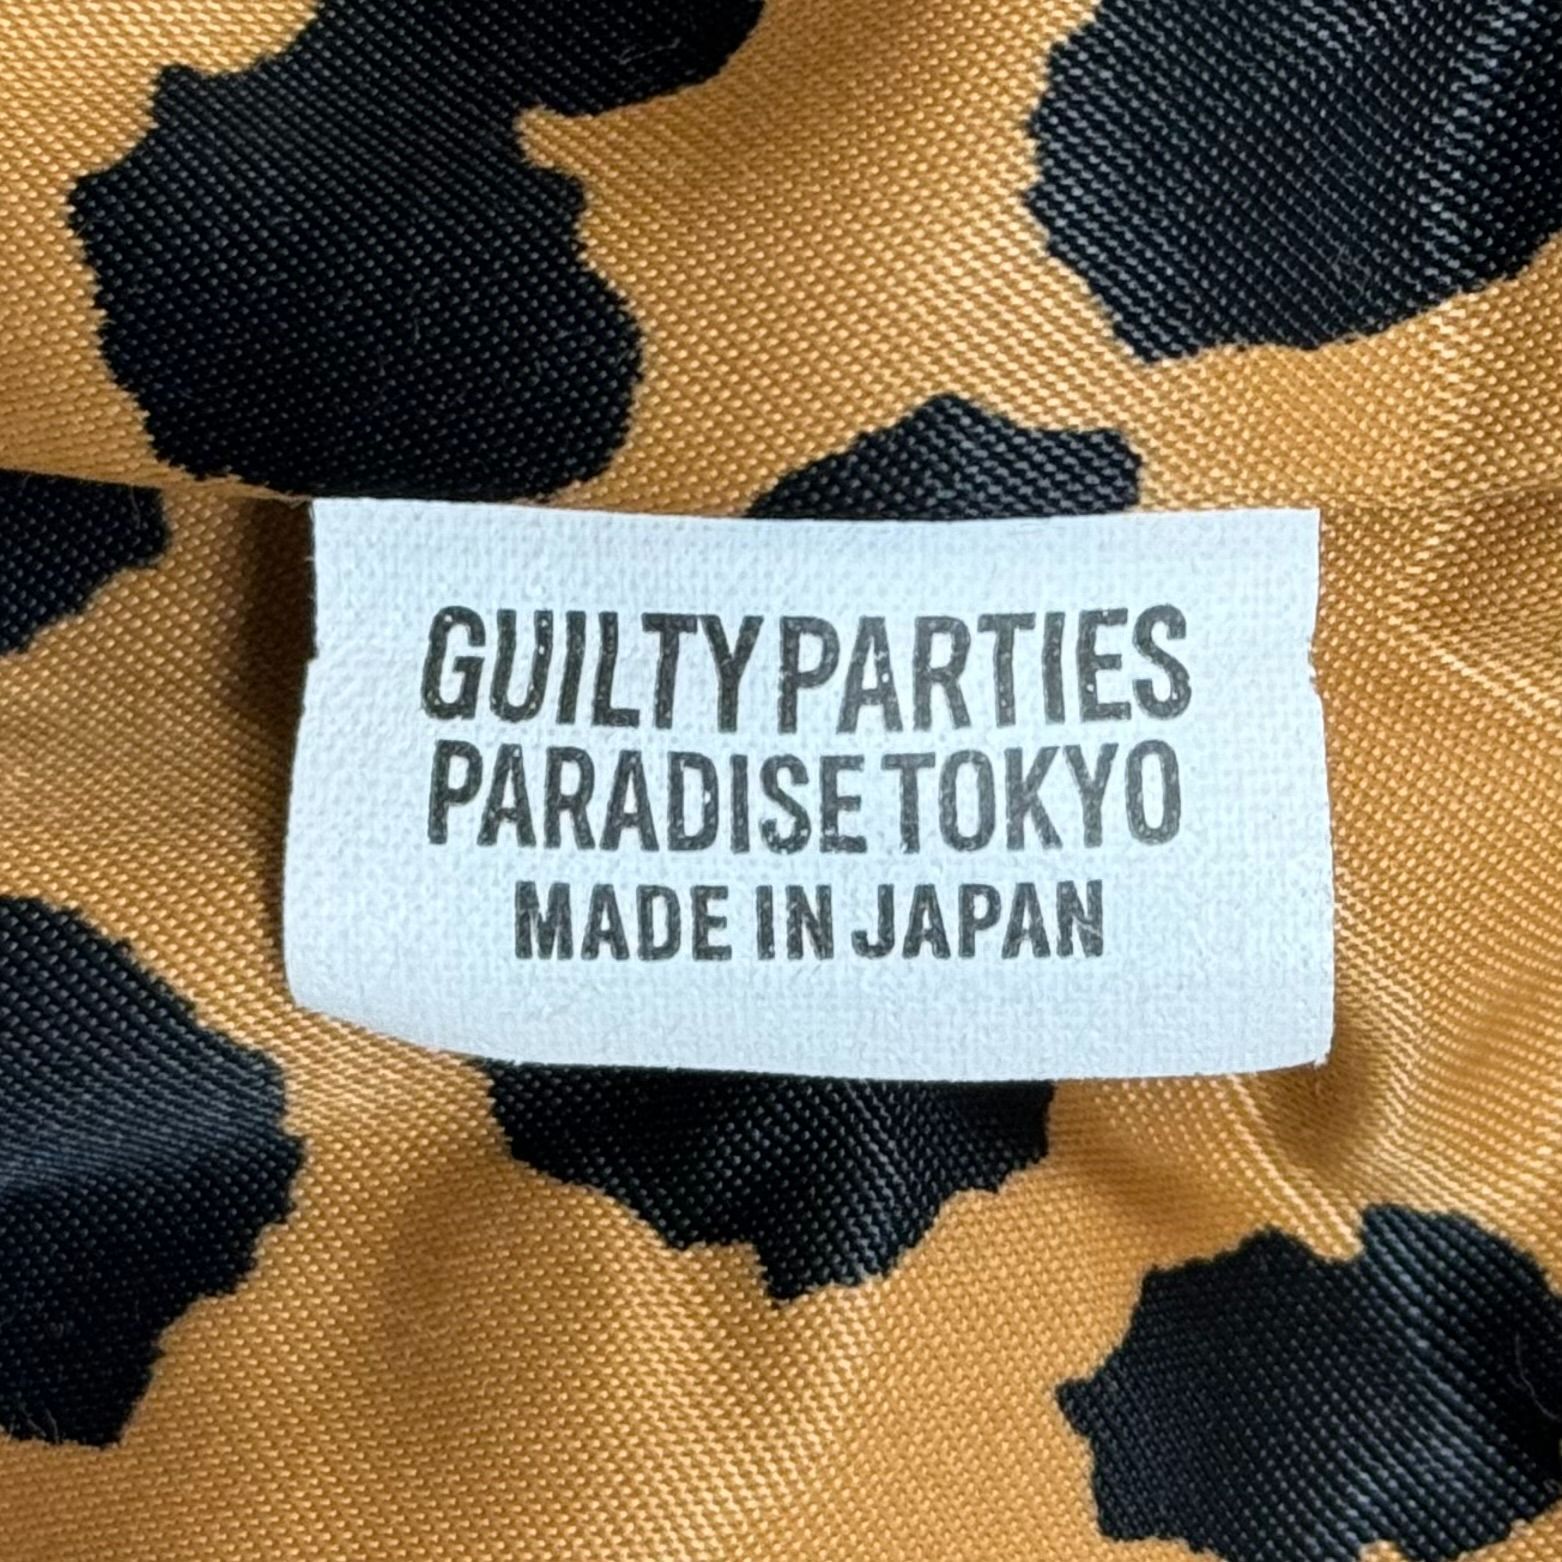 GUILTY PARTIES
PARADISE TOKYO
MADE IN JAPAN